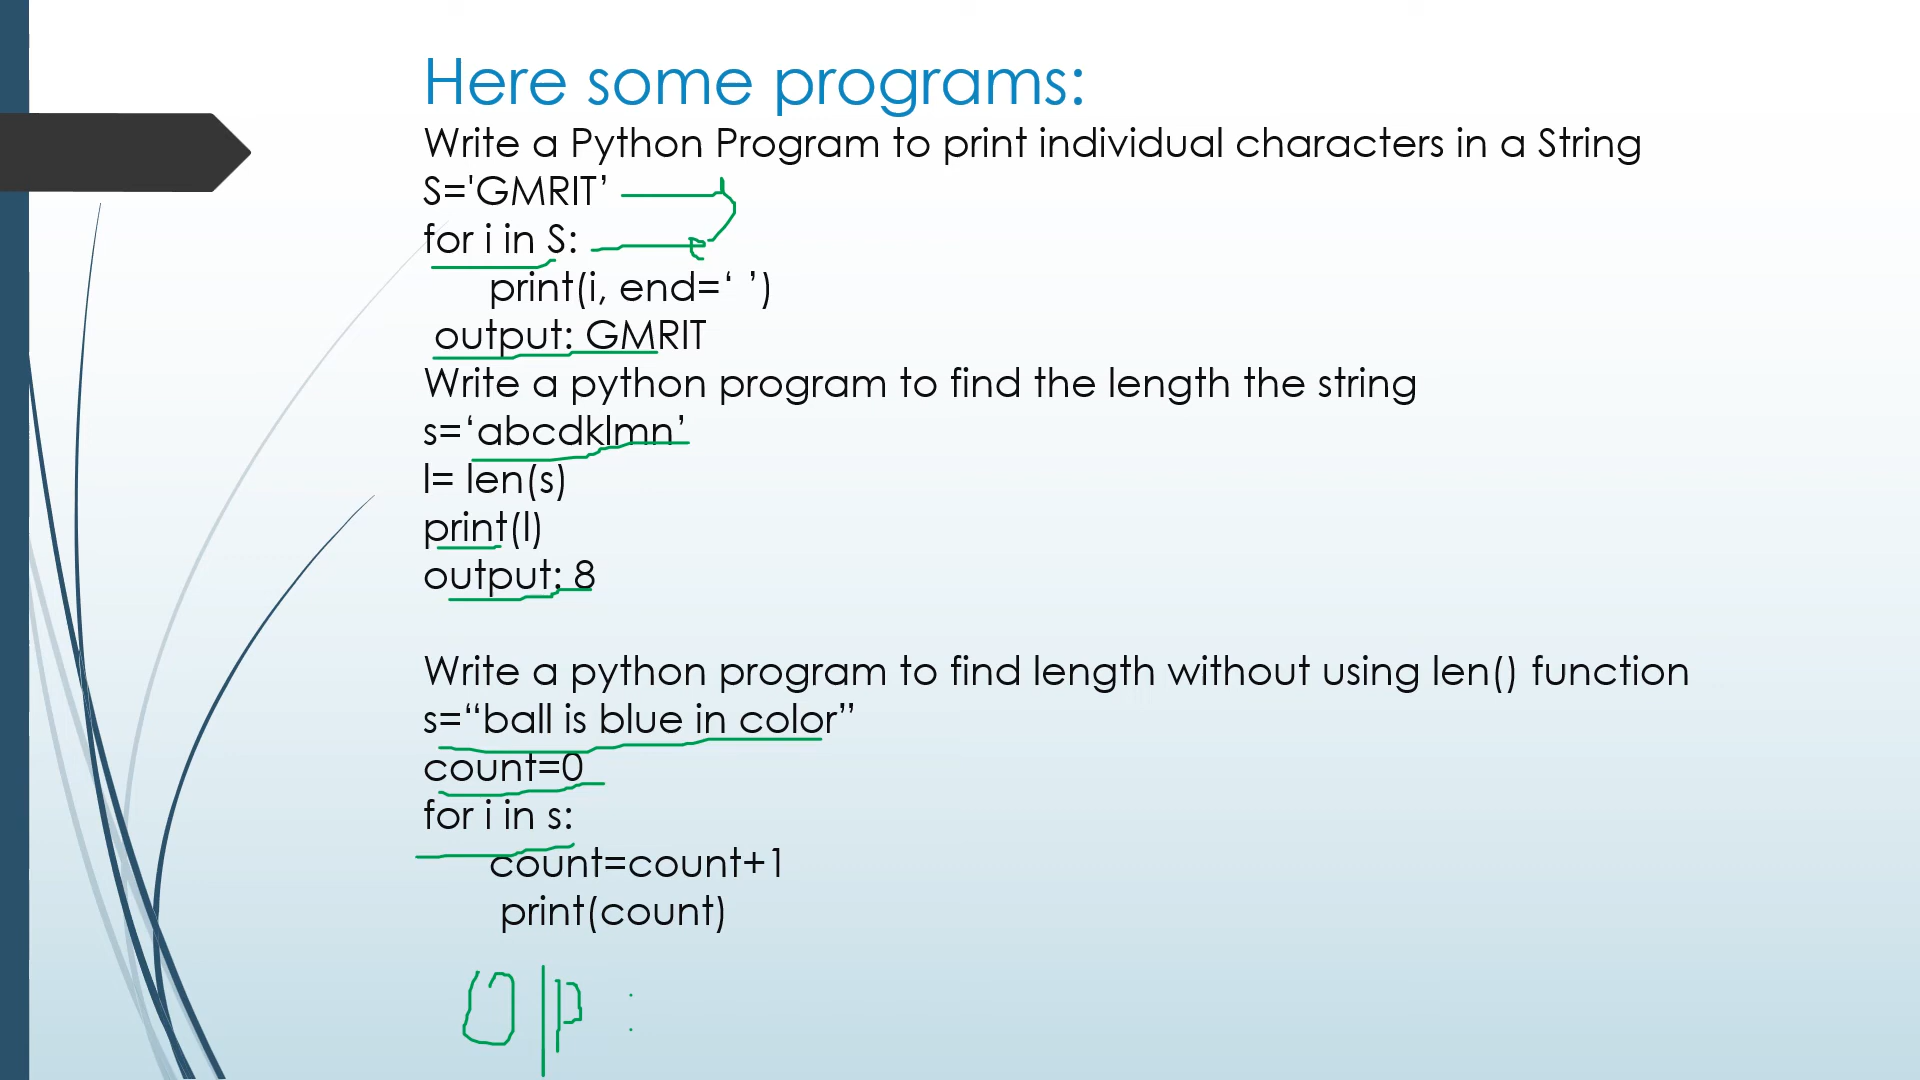 Here some programs:
Write a Python Program to print individual characters in a String
S='GMRIT’
for i in S:
print(i, end=‘ ’)
output: GMRIT
Write a python program to find the length the string
s=‘abcdklmn’
l= len(s)
print(l)
output: 8
Write a python program to find length without using len() function
s=“ball is blue in color”
count=0
for i in s:
count=count+1
print(count)
O|P :